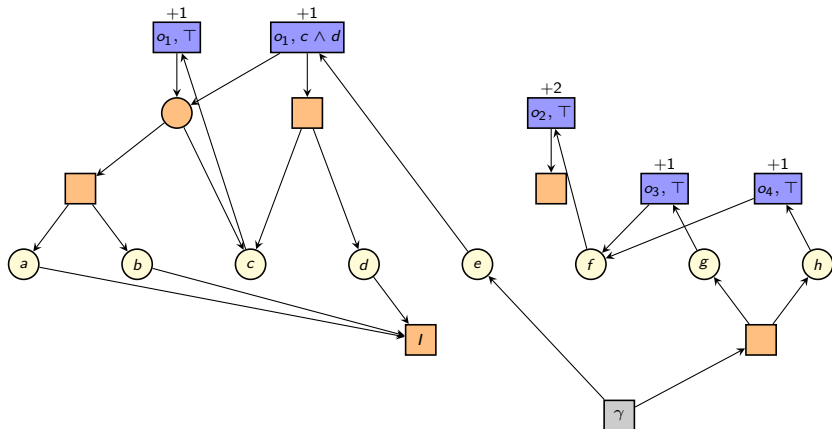 +1
+1
o₁, ⊤
o₁, c ∧ d
+2
o₂, ⊤
+1
+1
o₃, ⊤
o₄, ⊤
a
b
c
d
e
f
g
h
I
γ